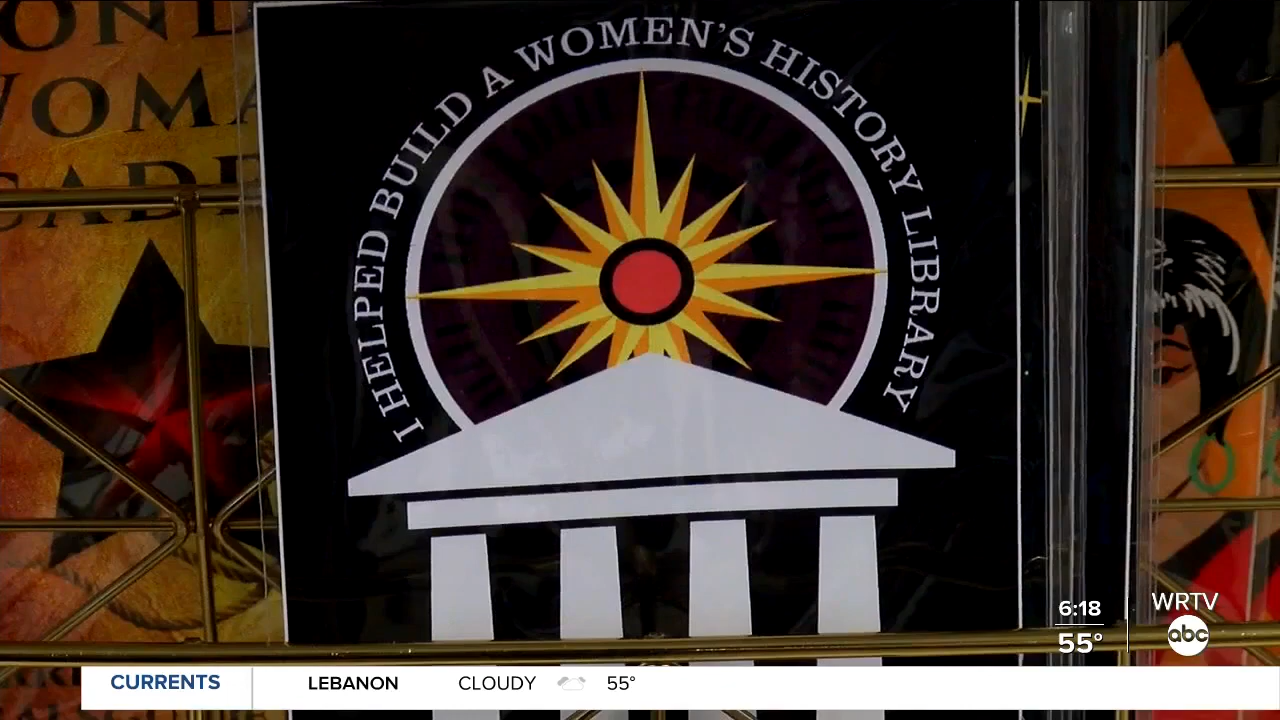 I HELPED BUILD A WOMEN'S HISTORY LIBRARY
6:18
55°
WRTV
abc
CURRENTS
LEBANON
CLOUDY
55°